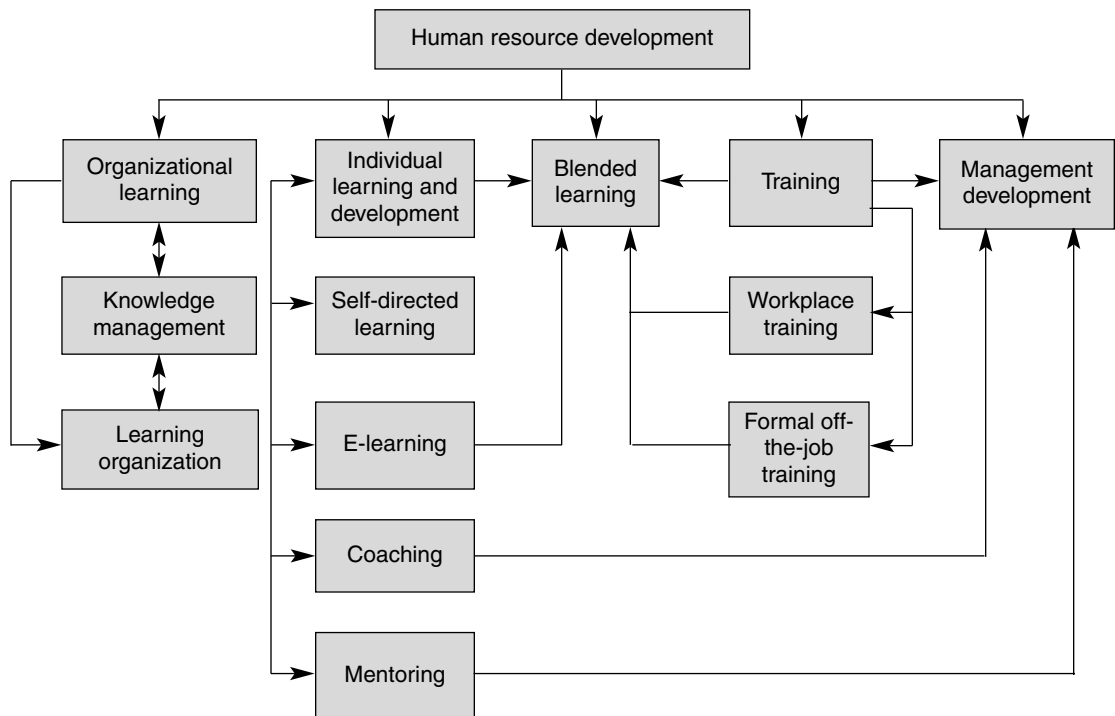 Human resource development
Organizational
learning
Individual
learning and
development
Blended
learning
Training
Management
development
Knowledge
management
Self-directed
learning
Workplace
training
Learning
organization
E-learning
Formal off-
the-job
training
Coaching
Mentoring